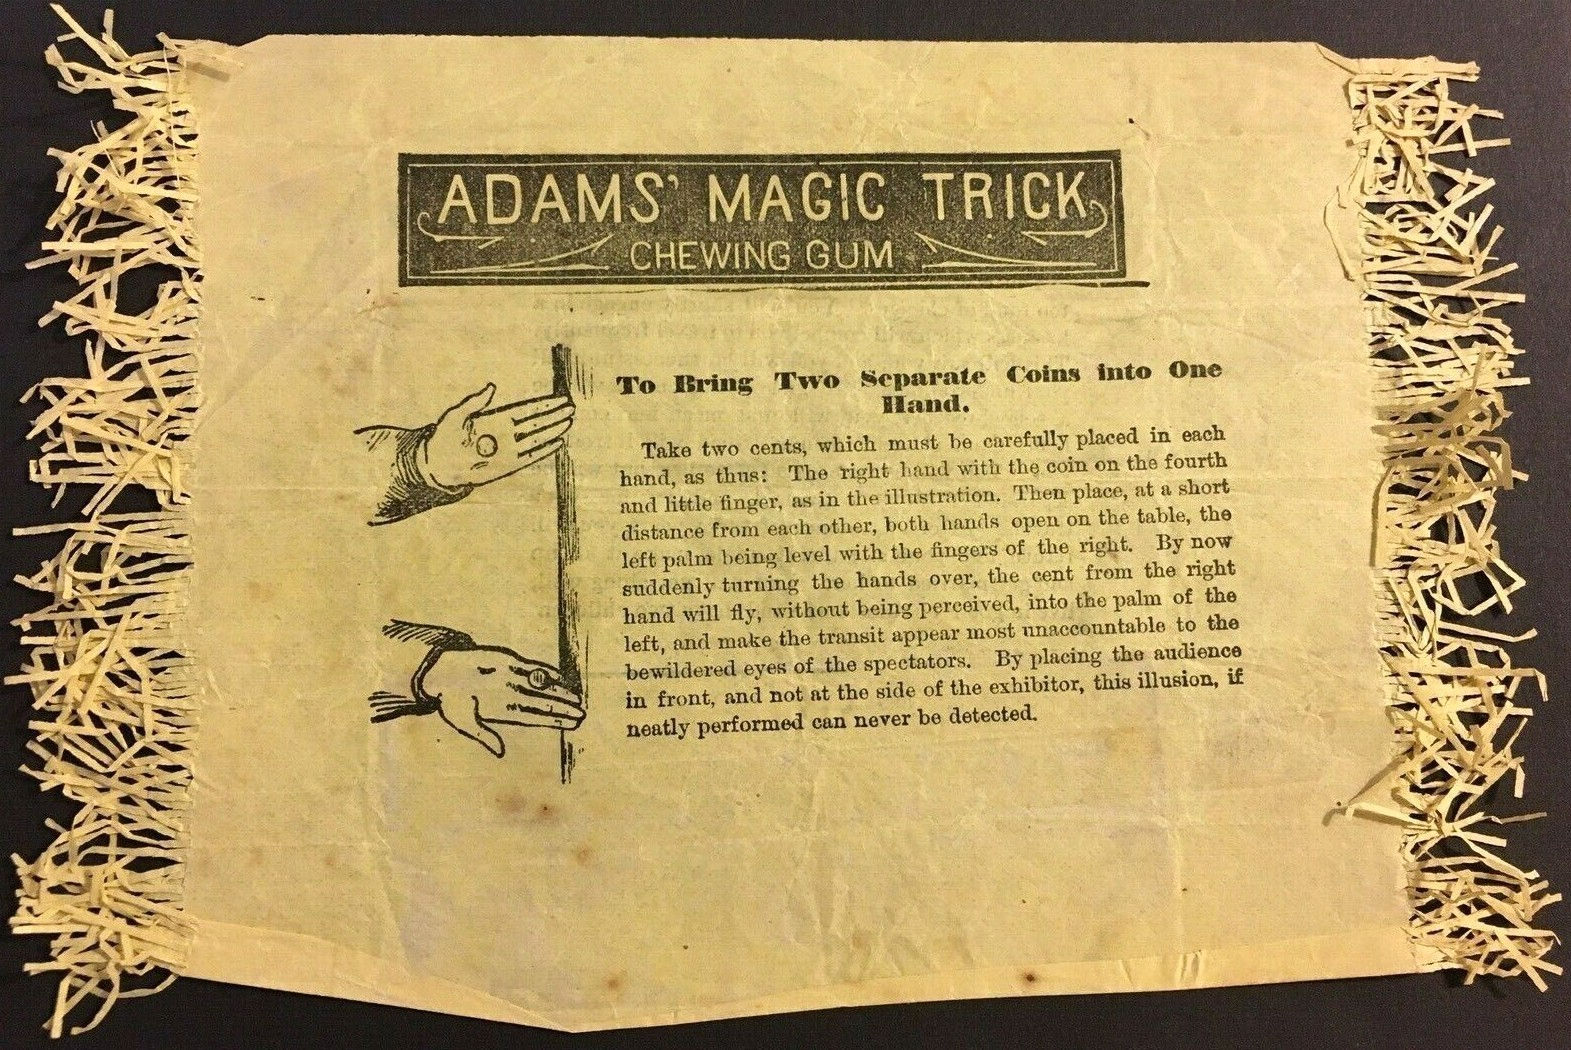 ADAMS' MAGIC TRICK
CHEWING GUM
To Bring Two Separate Coins into One
Hand.
Take two cents, which must be carefully placed in each
hand, as thus: The right hand with the coin on the fourth
and little finger, as in the illustration. Then place, at a short
distance from each other, both hands open on the table, the
left palm being level with the fingers of the right. By now
suddenly turning the hands over, the cent from the right
hand will fly, without being perceived, into the palm of the
left, and make the transit appear most unaccountable to the
bewildered eyes of the spectators. By placing the audience
in front, and not at the side of the exhibitor, this illusion, if
neatly performed can never be detected.